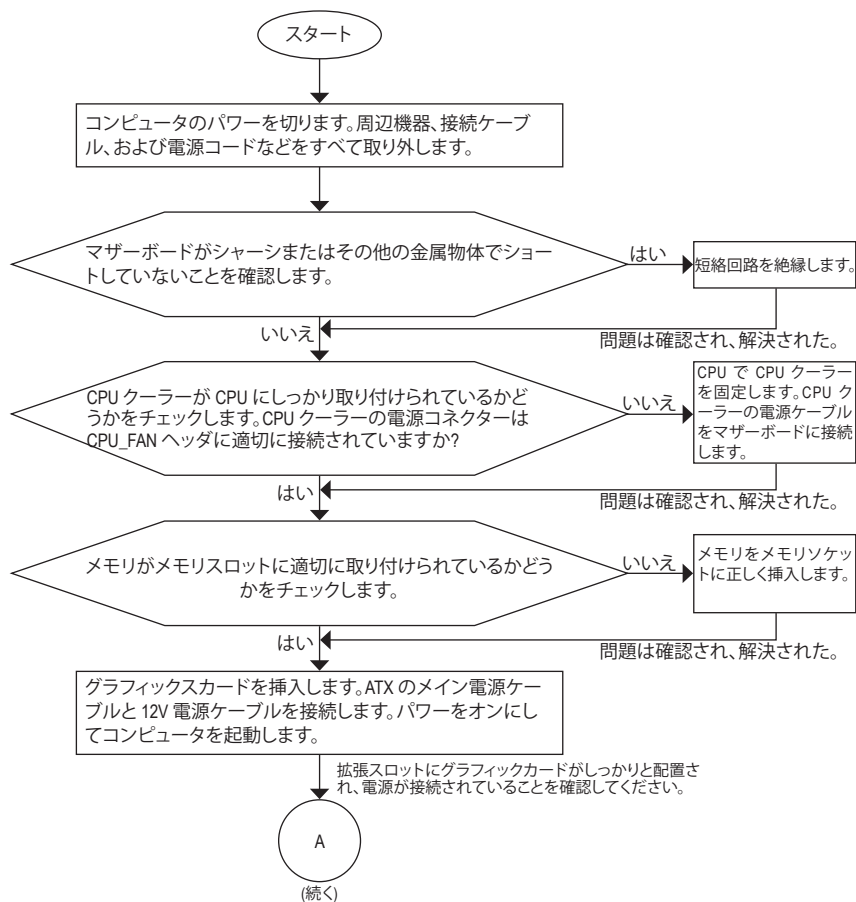 スタート
コンピュータのパワーを切ります。周辺機器、接続ケーブ
ル、および電源コードなどをすべて取り外します。
マザーボードがシャーシまたはその他の金属物体でショー
トしていないことを確認します。
はい
短絡回路を絶縁します。
いいえ
問題は確認され、解決された。
CPU クーラーが CPU にしっかり取り付けられているかど
うかをチェックします。CPU クーラーの電源コネクターは
CPU_FAN ヘッダに適切に接続されていますか?
いいえ
CPU で CPU クーラー
を固定します。CPU ク
ーラーの電源ケーブル
をマザーボードに接続
します。
はい
問題は確認され、解決された。
メモリがメモリスロットに適切に取り付けられているかどう
かをチェックします。
いいえ
メモリをメモリソケッ
トに正しく挿入します。
はい
問題は確認され、解決された。
グラフィックスカードを挿入します。ATX のメイン電源ケー
ブルと 12V 電源ケーブルを接続します。パワーをオンにし
てコンピュータを起動します。
拡張スロットにグラフィックカードがしっかりと配置さ
れ、電源が接続されていることを確認してください。
A
(続く)